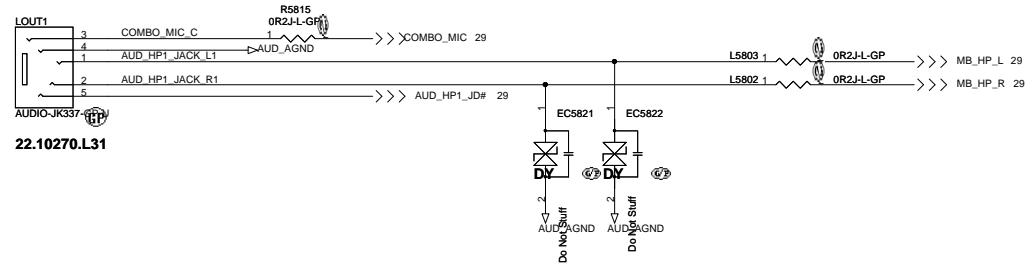 LOUT1
R5815
0R2J-L-GP
3 COMBO_MIC_C 1 COMBO_MIC 29
4 AUD_AGND
1 AUD_HP1_JACK_L1 L5803 1 0R2J-L-GP MB_HP_L 29
2 AUD_HP1_JACK_R1 L5802 1 0R2J-L-GP MB_HP_R 29
5 AUD_HP1_JD# 29
AUDIO-JK337-GP
22.10270.L31
1 EC5821 1 EC5822
DY DY
2 2
AUD_AGND AUD_AGND
Do Not Stuff Do Not Stuff